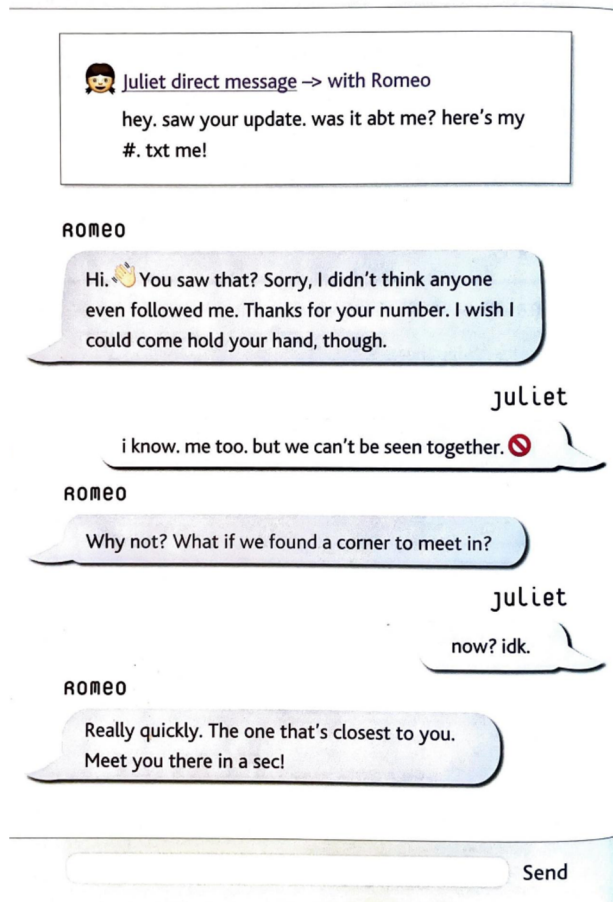 Juliet direct message –> with Romeo
hey. saw your update. was it abt me? here's my
#. txt me!
Romeo
Hi. 👋 You saw that? Sorry, I didn't think anyone
even followed me. Thanks for your number. I wish I
could come hold your hand, though.
juliet
i know. me too. but we can't be seen together. 🚫
Romeo
Why not? What if we found a corner to meet in?
juliet
now? idk.
Romeo
Really quickly. The one that's closest to you.
Meet you there in a sec!
Send